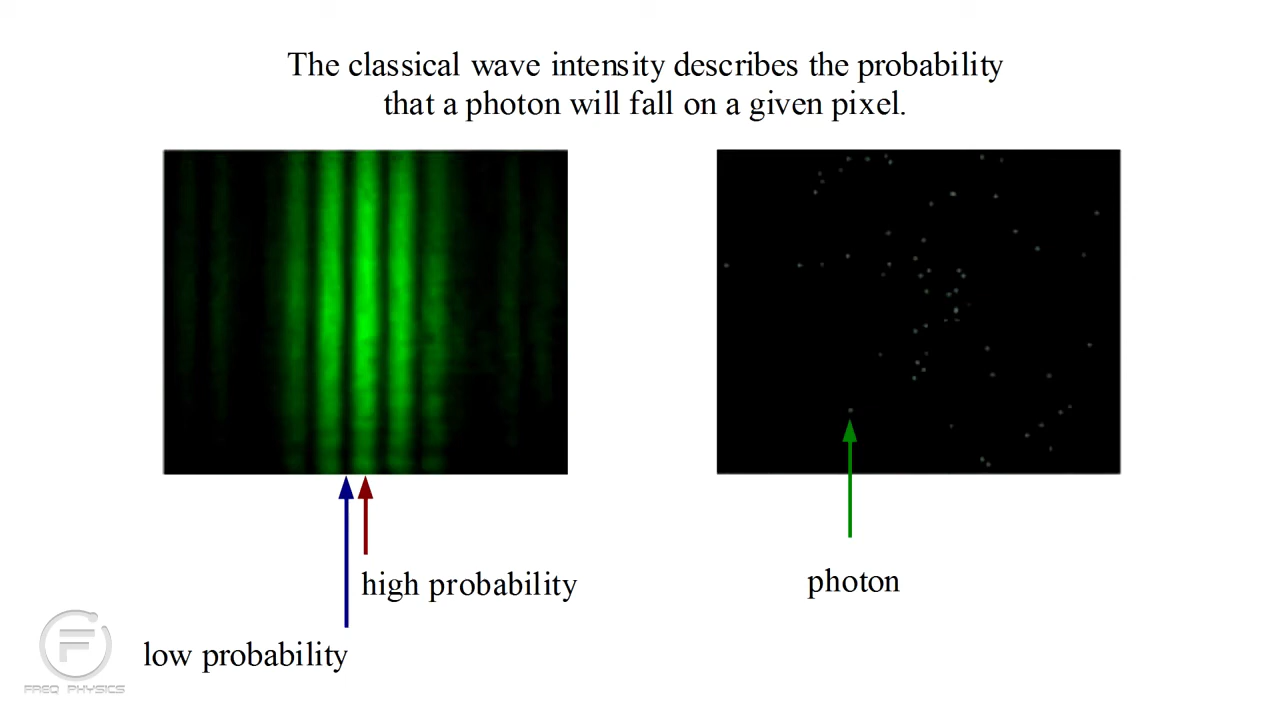 The classical wave intensity describes the probability
that a photon will fall on a given pixel.
high probability
photon
low probability
FREQ PHYSICS